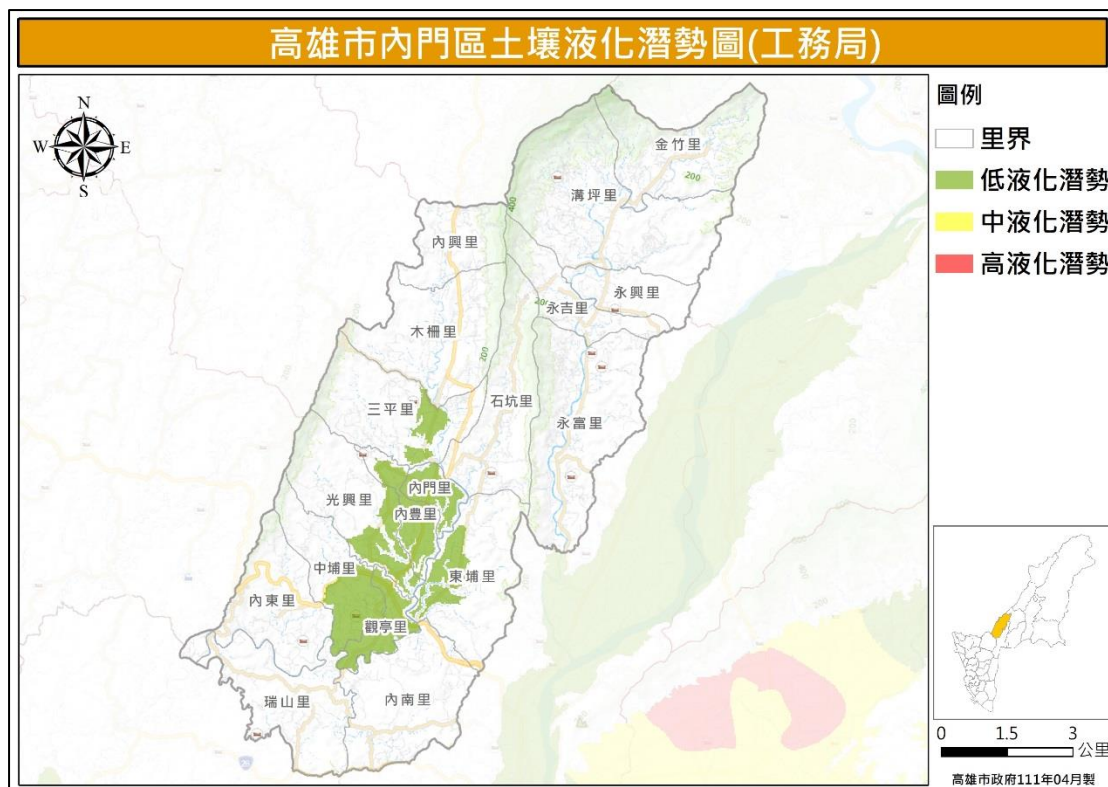 高雄市內門區土壤液化潛勢圖(工務局)
N
W
E
S
圖例
里界
低液化潛勢
中液化潛勢
高液化潛勢
金竹里
200
溝坪里
400
內興里
永興里
永吉里
木柵里
200
石坑里
三平里
永富里
內門里
光興里
內豊里
中埔里
東埔里
內東里
觀亭里
瑞山里
內南里
0
1.5
3
公里
高雄市政府111年04月製